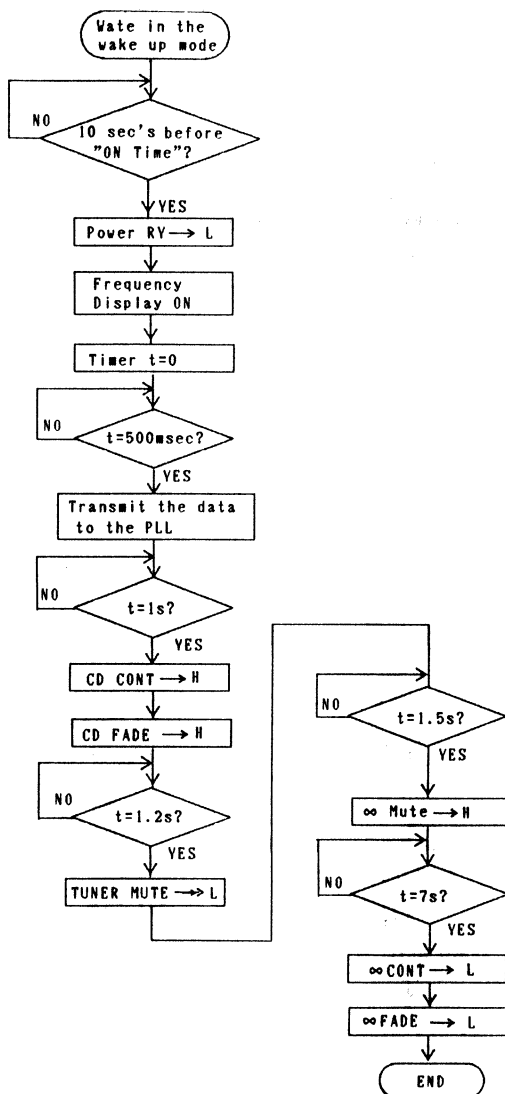 Wate in the
wake up mode
NO
10 sec's before
"ON Time"?
YES
Power RY → L
Frequency
Display ON
Timer t=0
NO
t=500msec?
YES
Transmit the data
to the PLL
NO
t=1s?
YES
CD CONT → H
CD FADE → H
NO
t=1.2s?
YES
TUNER MUTE → L
NO
t=1.5s?
YES
∞ Mute → H
NO
t=7s?
YES
∞CONT → L
∞FADE → L
END